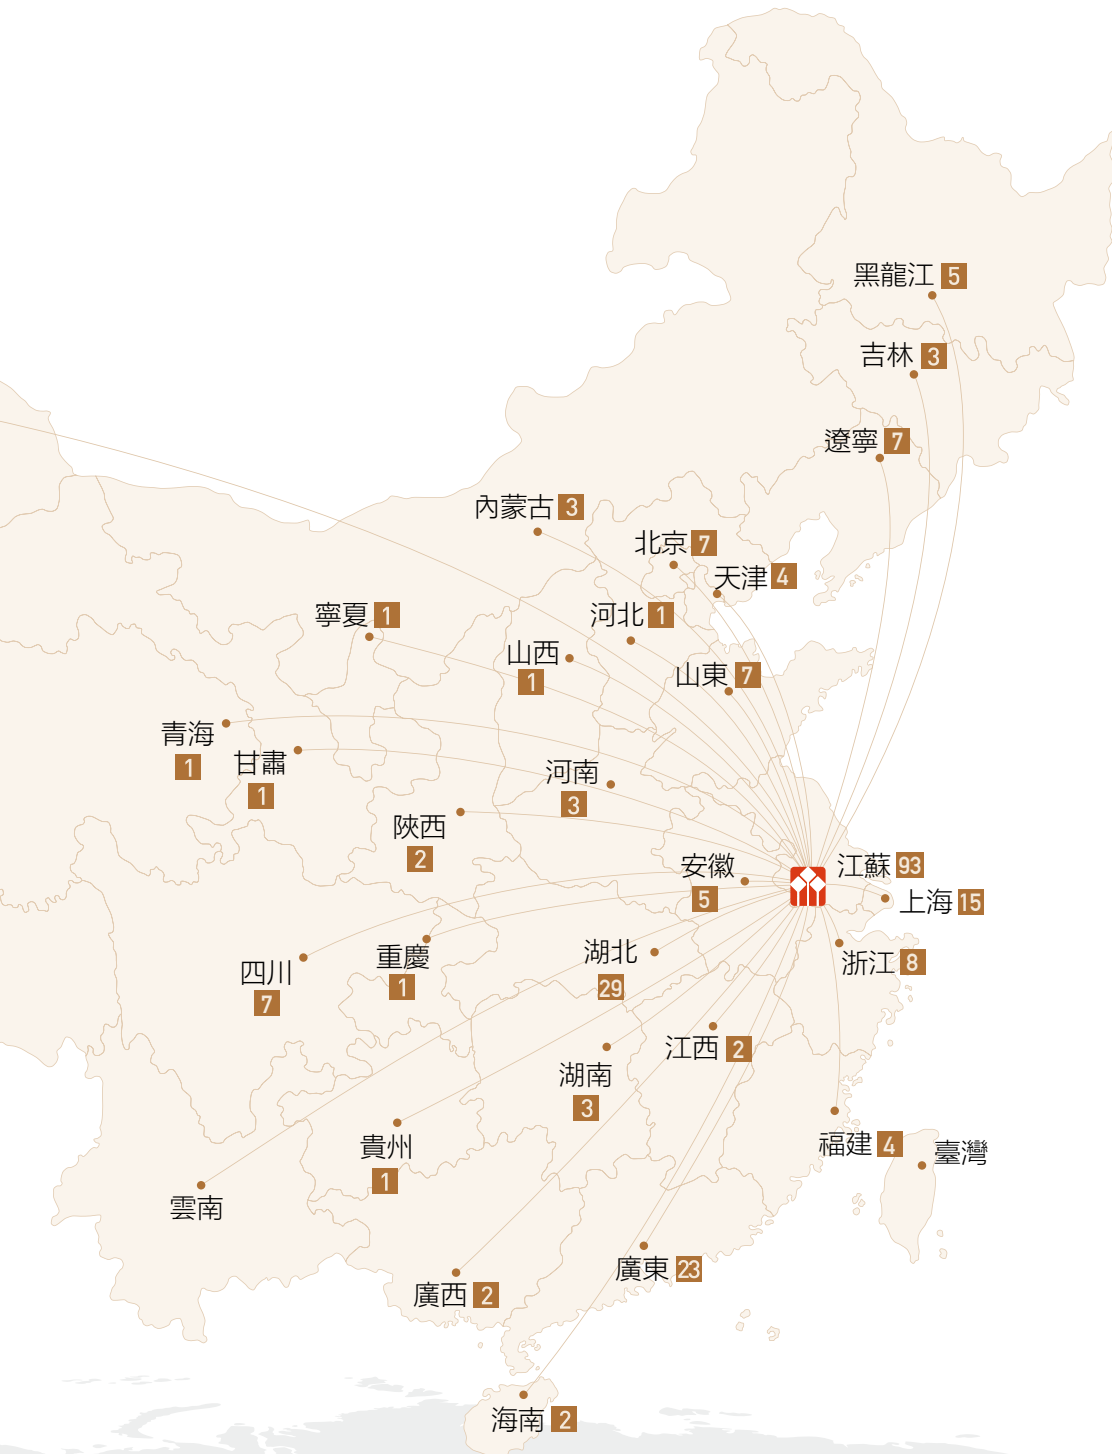 黑龍江 5
吉林 3
遼寧 7
內蒙古 3
北京 7
天津 4
河北 1
寧夏 1
山西
1
山東 7
青海
1
甘肅
1
河南
3
陝西
2
安徽
5
江蘇 93
上海 15
浙江 8
湖北
29
重慶
1
四川
7
江西 2
湖南
3
福建 4
臺灣
貴州
1
雲南
廣東 23
廣西 2
海南 2